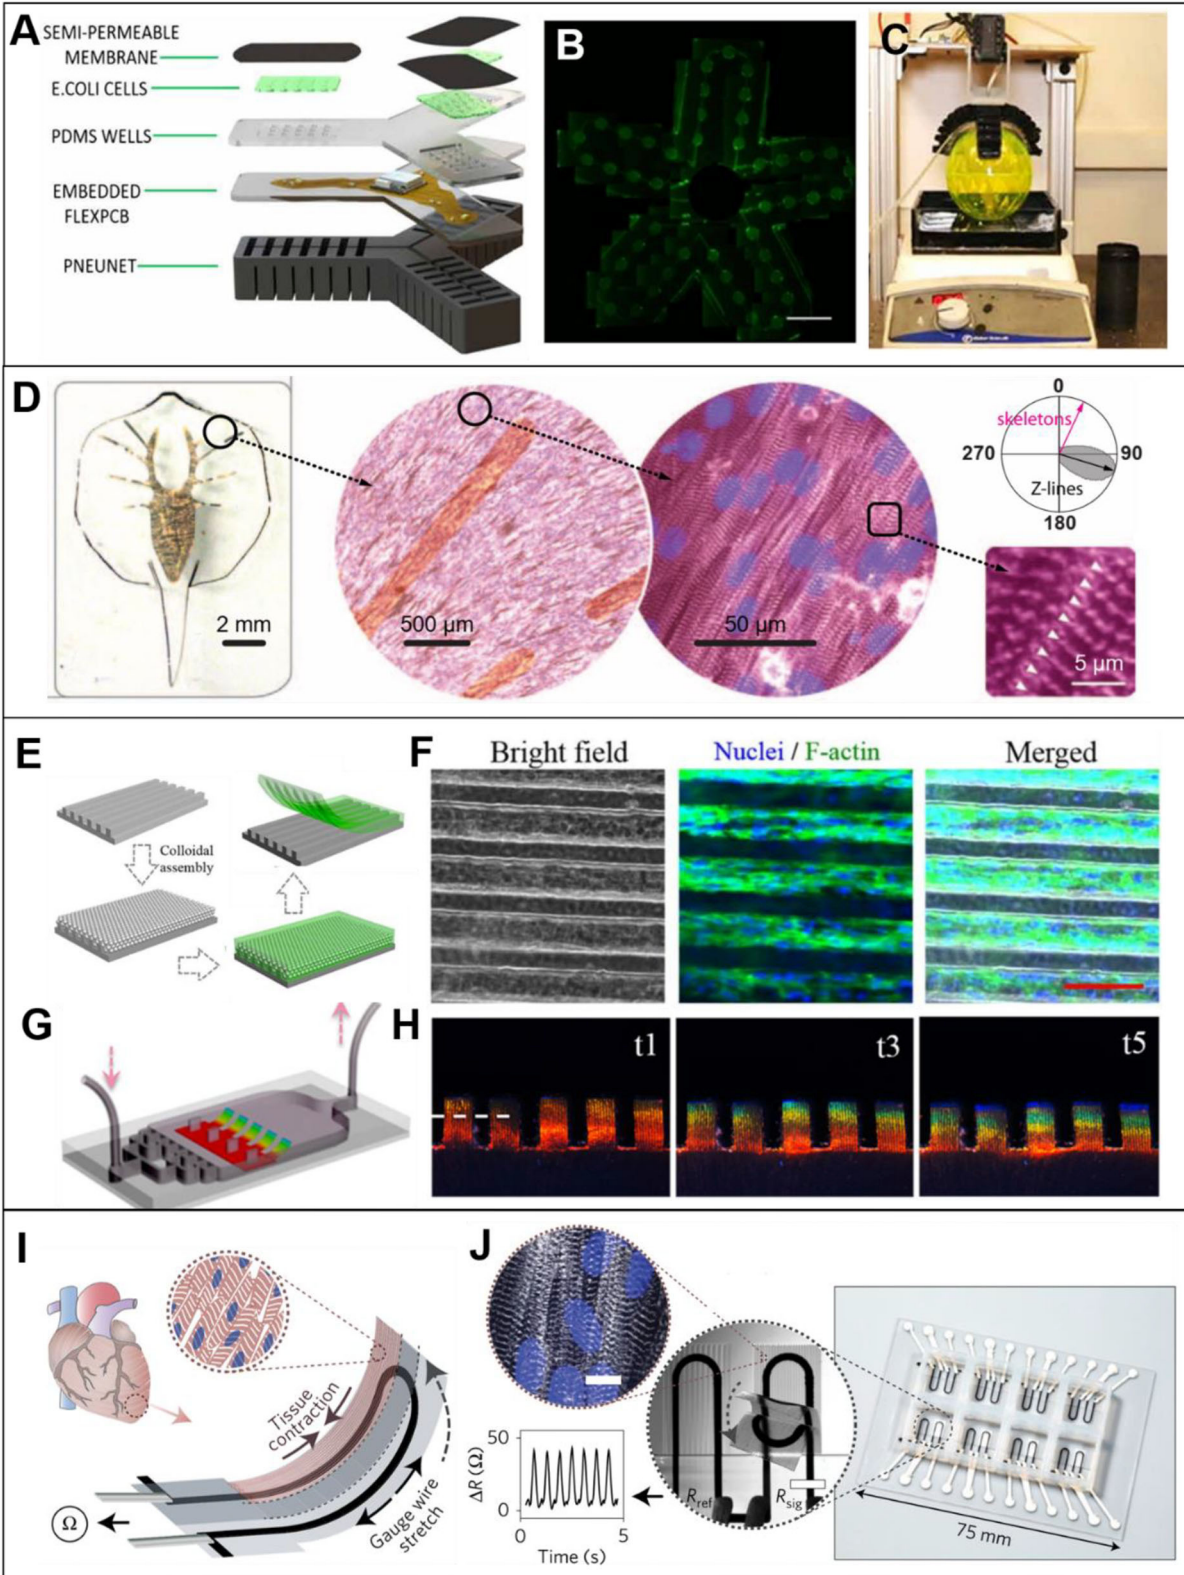 A
SEMI-PERMEABLE
MEMBRANE
E.COLI CELLS
PDMS WELLS
EMBEDDED
FLEXPCB
PNEUNET
B
C
D
2 mm
500 µm
50 µm
0
skeletons
270
90
Z-lines
180
5 µm
E
Colloidal
assembly
F
Bright field
Nuclei / F-actin
Merged
G
H
t1
t3
t5
I
Tissue
contraction
Gauge wire
stretch
Ω
J
50
ΔR (Ω)
0
0
5
Time (s)
Rref
Rsig
75 mm